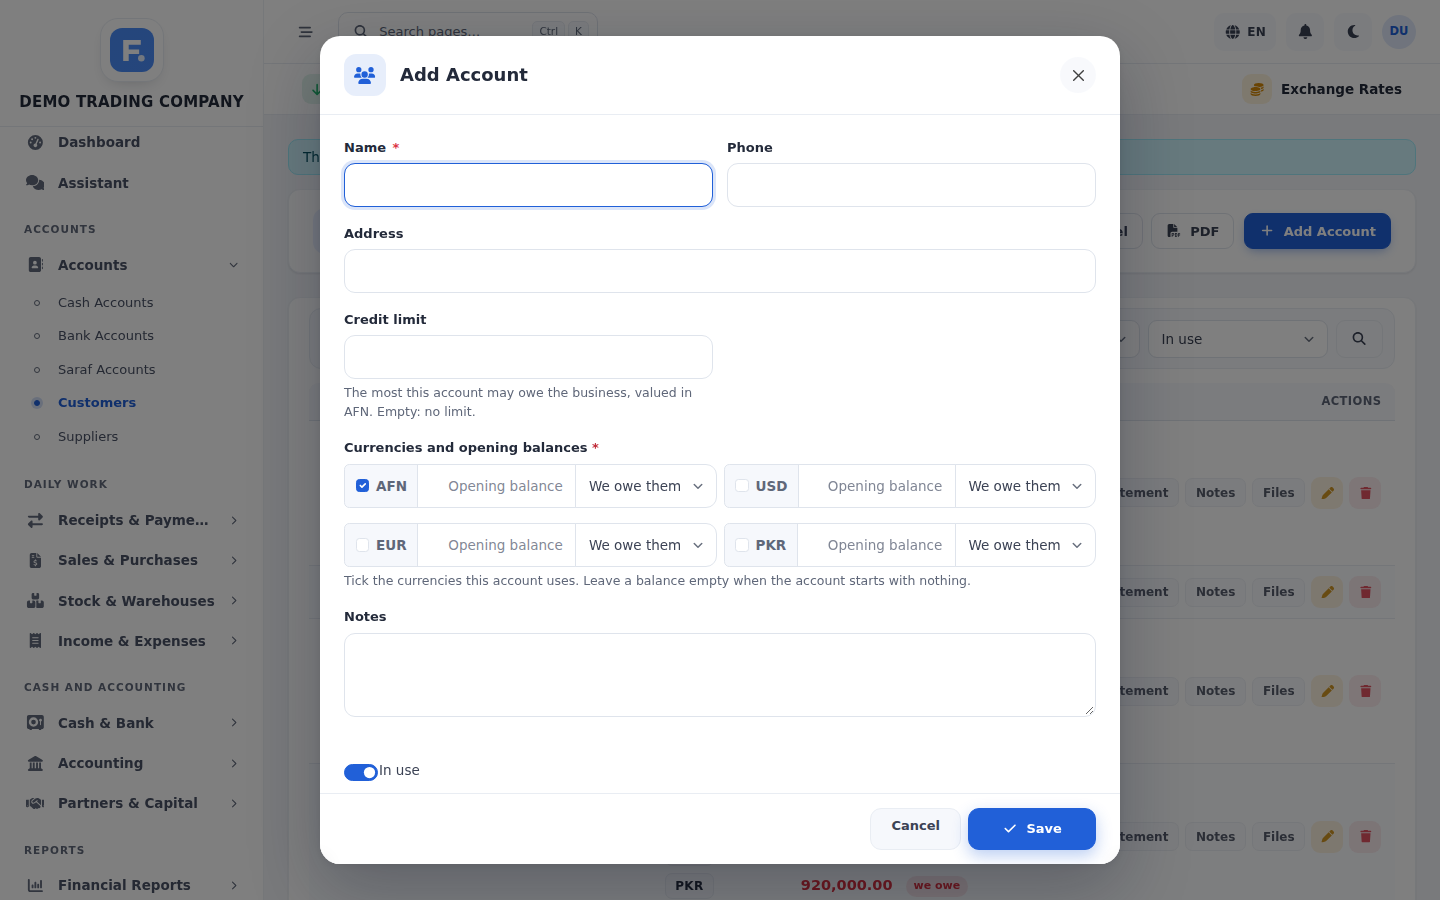 F.
DEMO TRADING COMPANY
Dashboard
Assistant
ACCOUNTS
Accounts
Cash Accounts
Bank Accounts
Saraf Accounts
Customers
Suppliers
DAILY WORK
Receipts & Payme...
Sales & Purchases
Stock & Warehouses
Income & Expenses
CASH AND ACCOUNTING
Cash & Bank
Accounting
Partners & Capital
REPORTS
Financial Reports
Search pages...
Ctrl
K
EN
DU
Exchange Rates
Th
PDF
+ Add Account
In use
ACTIONS
tement
Notes
Files
tement
Notes
Files
tement
Notes
Files
tement
Notes
Files
PKR
920,000.00
we owe
Add Account
Name *
Phone
Address
Credit limit
The most this account may owe the business, valued in
AFN. Empty: no limit.
Currencies and opening balances *
AFN
Opening balance
We owe them
USD
Opening balance
We owe them
EUR
Opening balance
We owe them
PKR
Opening balance
We owe them
Tick the currencies this account uses. Leave a balance empty when the account starts with nothing.
Notes
In use
Cancel
Save